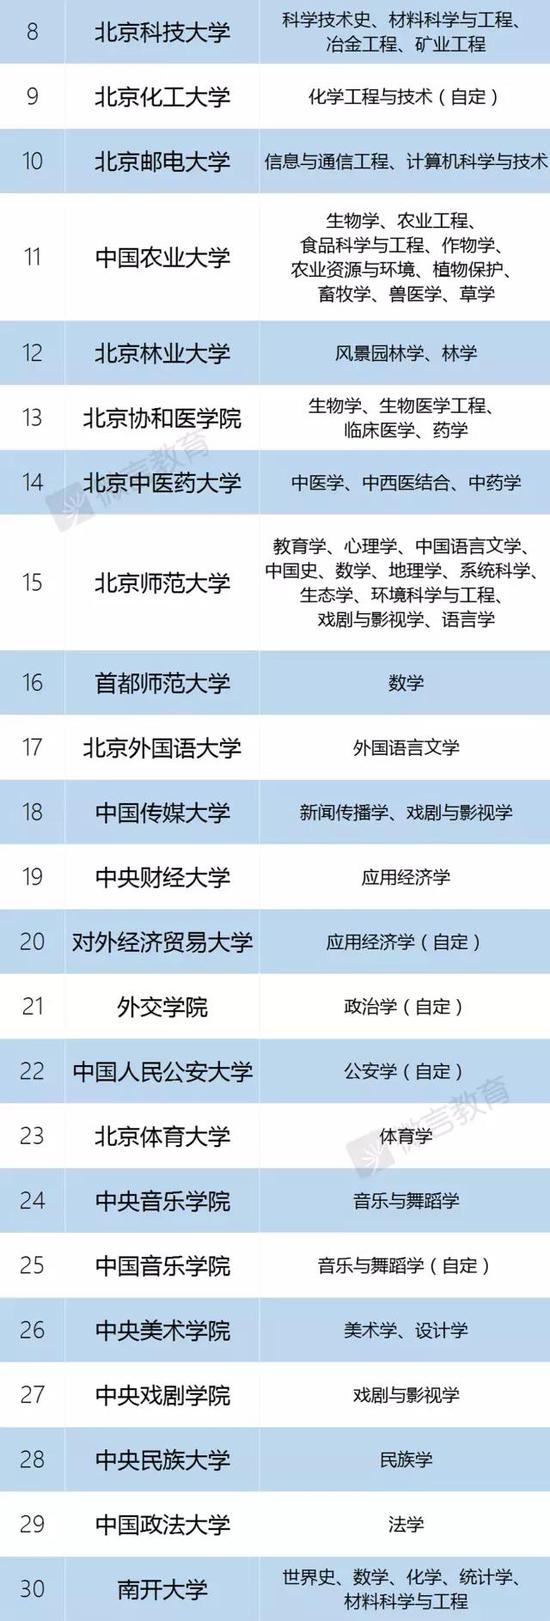 8 北京科技大学 科学技术史、材料科学与工程、
冶金工程、矿业工程
9 北京化工大学 化学工程与技术（自定）
10 北京邮电大学 信息与通信工程、计算机科学与技术
11 中国农业大学 生物学、农业工程、
食品科学与工程、作物学、
农业资源与环境、植物保护、
畜牧学、兽医学、草学
12 北京林业大学 风景园林学、林学
13 北京协和医学院 生物学、生物医学工程、
临床医学、药学
14 北京中医药大学 中医学、中西医结合、中药学
微言教育
15 北京师范大学 教育学、心理学、中国语言文学、
中国史、数学、地理学、系统科学、
生态学、环境科学与工程、
戏剧与影视学、语言学
16 首都师范大学 数学
17 北京外国语大学 外国语言文学
18 中国传媒大学 新闻传播学、戏剧与影视学
19 中央财经大学 应用经济学
20 对外经济贸易大学 应用经济学（自定）
21 外交学院 政治学（自定）
22 中国人民公安大学 公安学（自定）
微言教育
23 北京体育大学 体育学
24 中央音乐学院 音乐与舞蹈学
25 中国音乐学院 音乐与舞蹈学（自定）
26 中央美术学院 美术学、设计学
27 中央戏剧学院 戏剧与影视学
28 中央民族大学 民族学
29 中国政法大学 法学
30 南开大学 世界史、数学、化学、统计学、
材料科学与工程